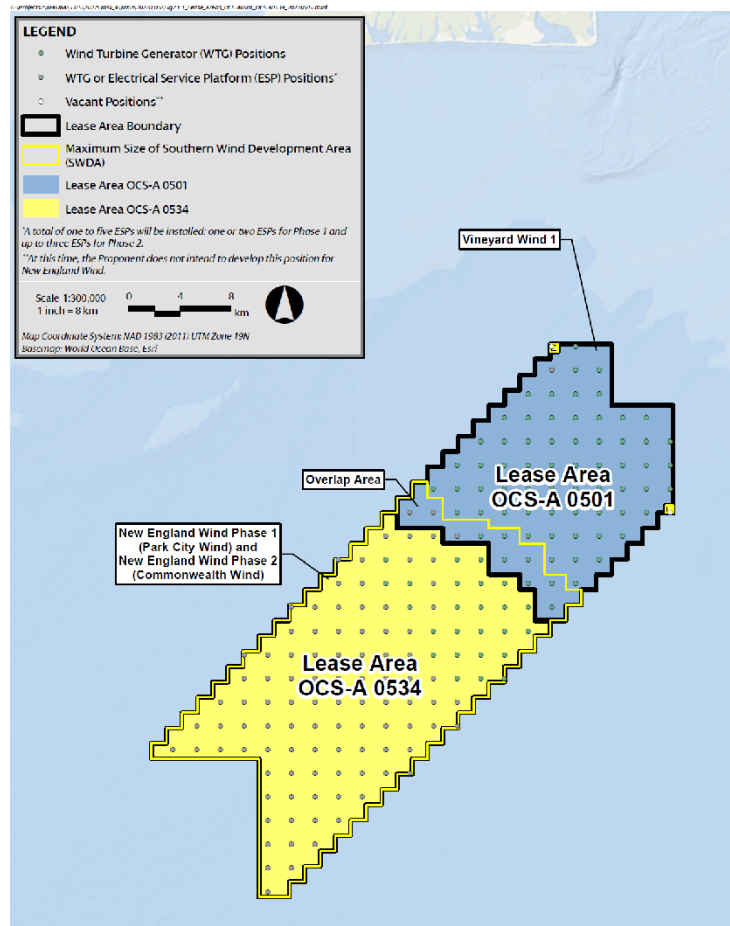 LEGEND
Wind Turbine Generator (WTG) Positions
WTG or Electrical Service Platform (ESP) Positions*
Vacant Positions**
Lease Area Boundary
Maximum Size of Southern Wind Development Area
(SWDA)
Lease Area OCS-A 0501
Lease Area OCS-A 0534
*A total of one to five ESPs will be installed: one or two ESPs for Phase 1 and
up to three ESPs for Phase 2.
**At this time, the Proponent does not intend to develop this position for
New England Wind.
Scale 1:300,000
1 inch = 8 km
0 4 8
km
Map Coordinate System: NAD 1983 (2011) UTM Zone 19N
Basemap: World Ocean Base, Esri
Vineyard Wind 1
Overlap Area
Lease Area
OCS-A 0501
New England Wind Phase 1
(Park City Wind) and
New England Wind Phase 2
(Commonwealth Wind)
Lease Area
OCS-A 0534